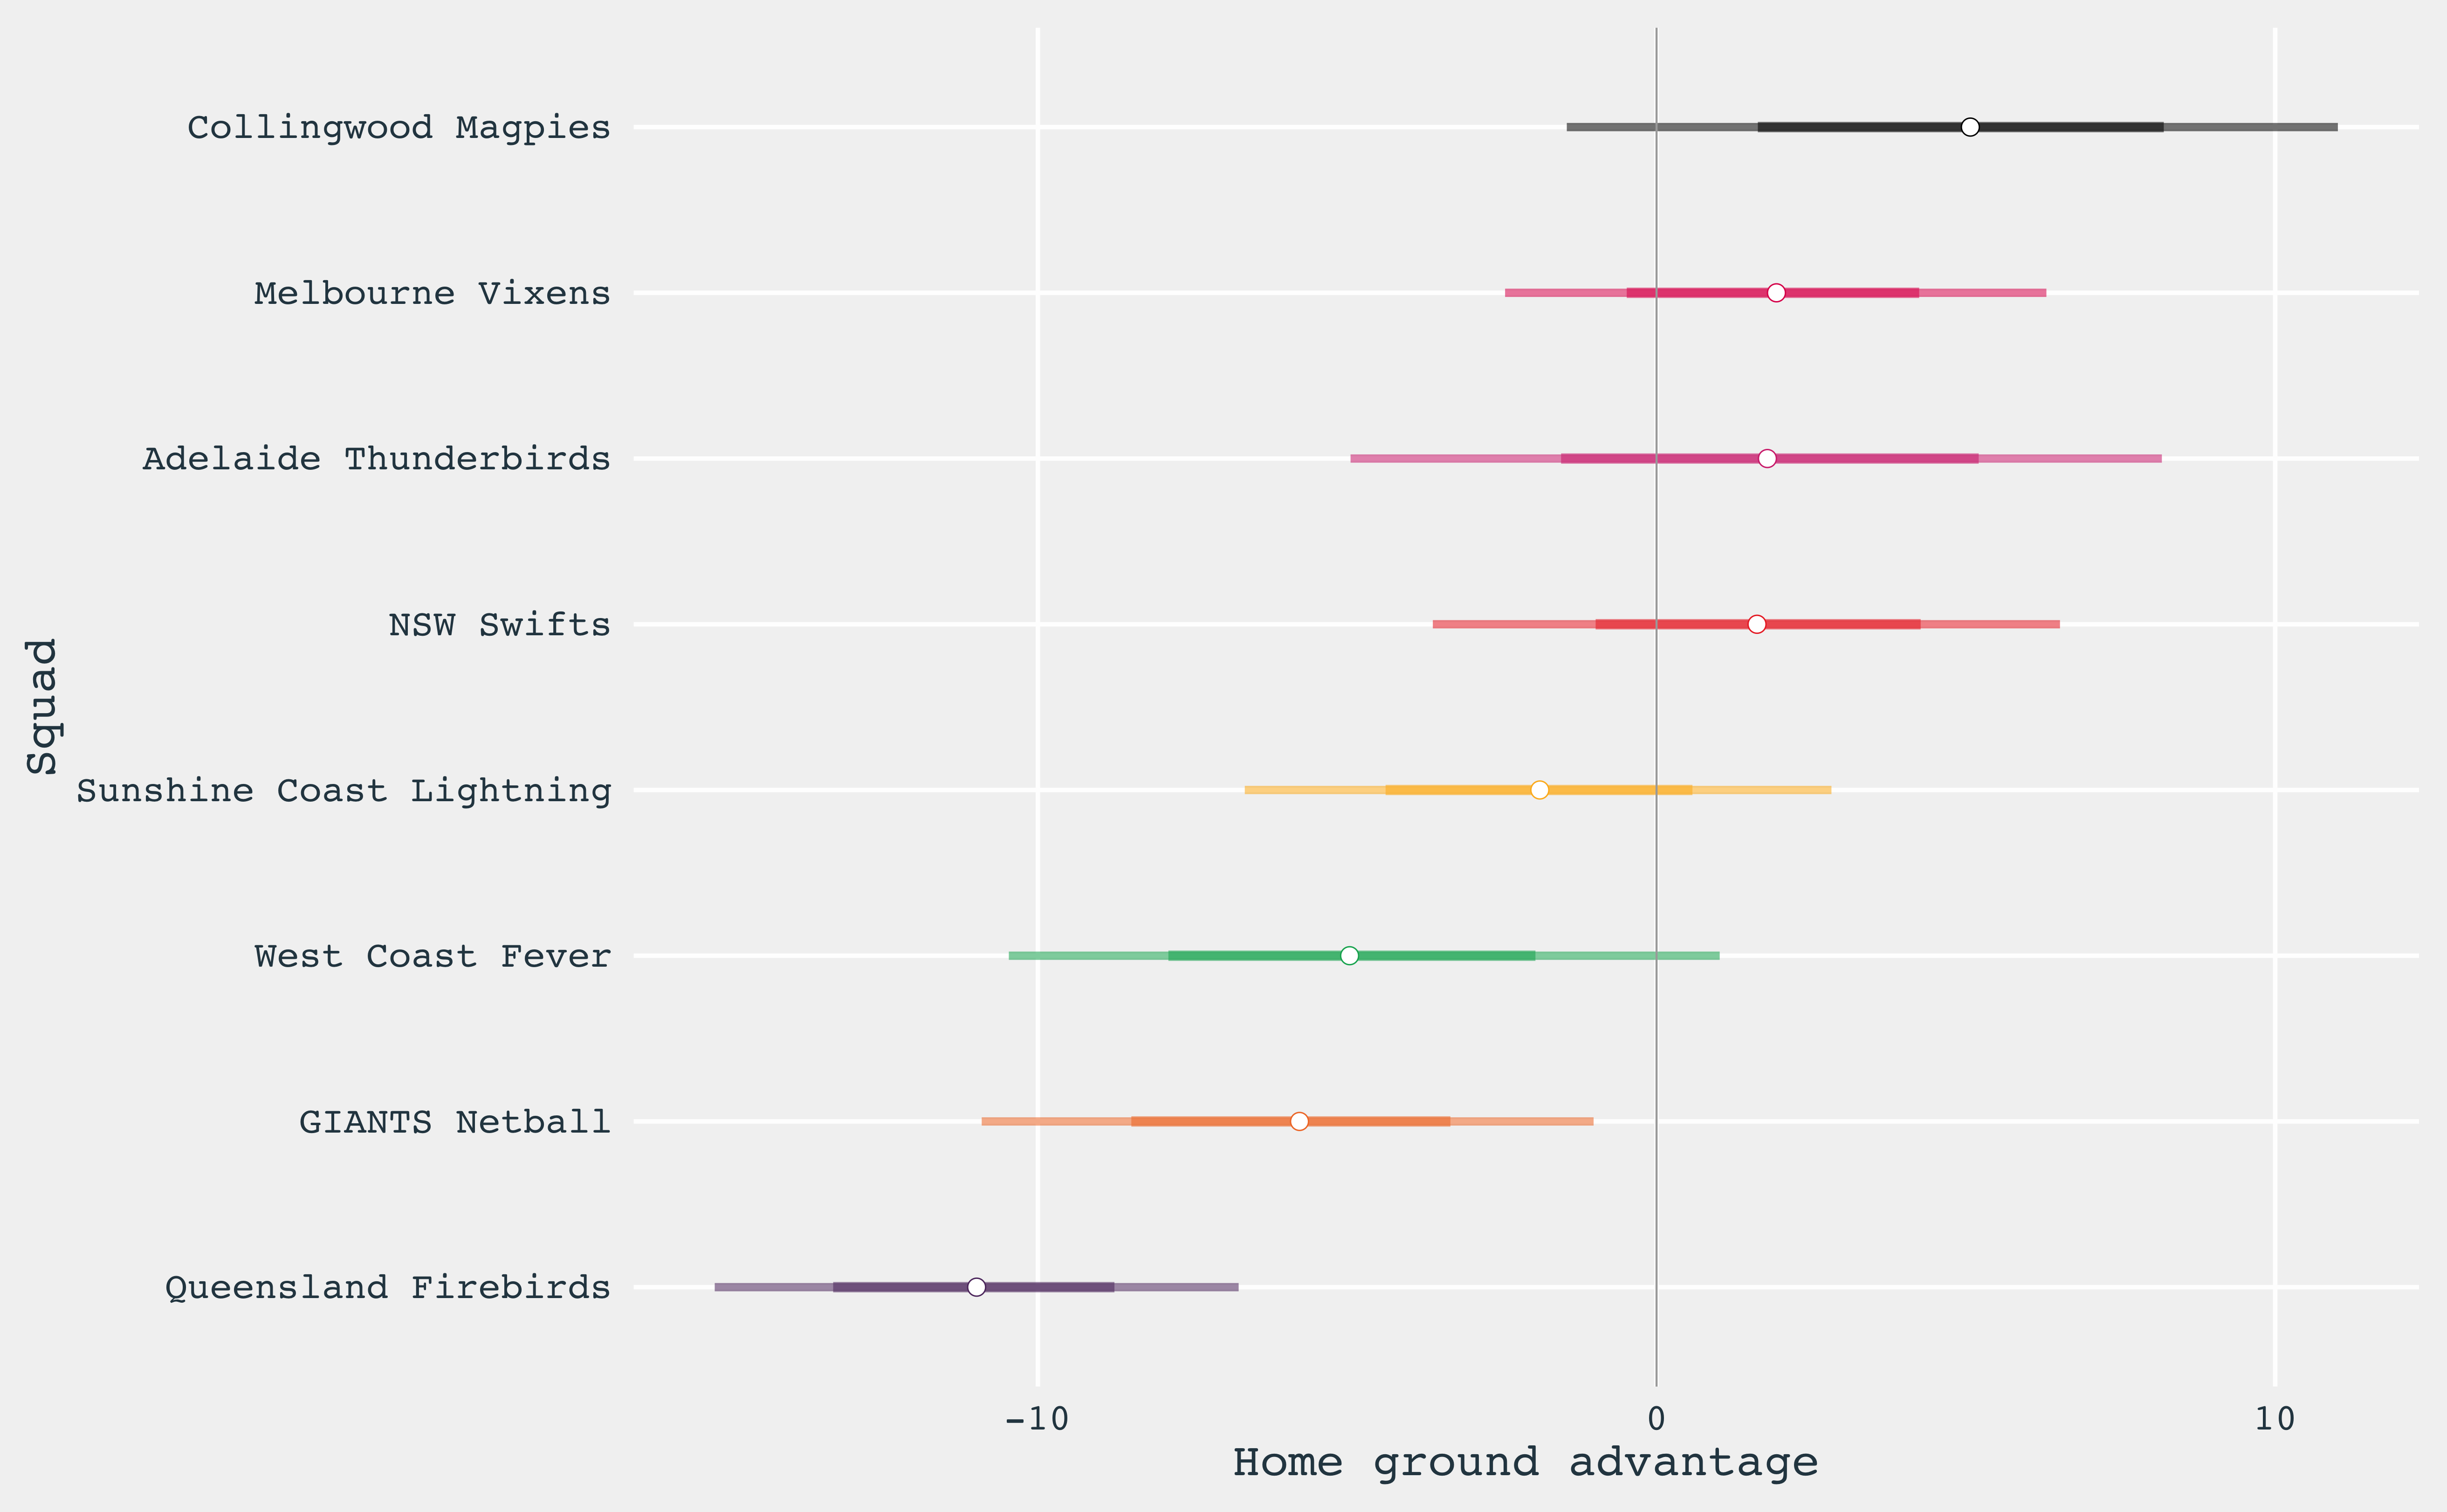 Squad
Collingwood Magpies
Melbourne Vixens
Adelaide Thunderbirds
NSW Swifts
Sunshine Coast Lightning
West Coast Fever
GIANTS Netball
Queensland Firebirds
-10 0 10
Home ground advantage